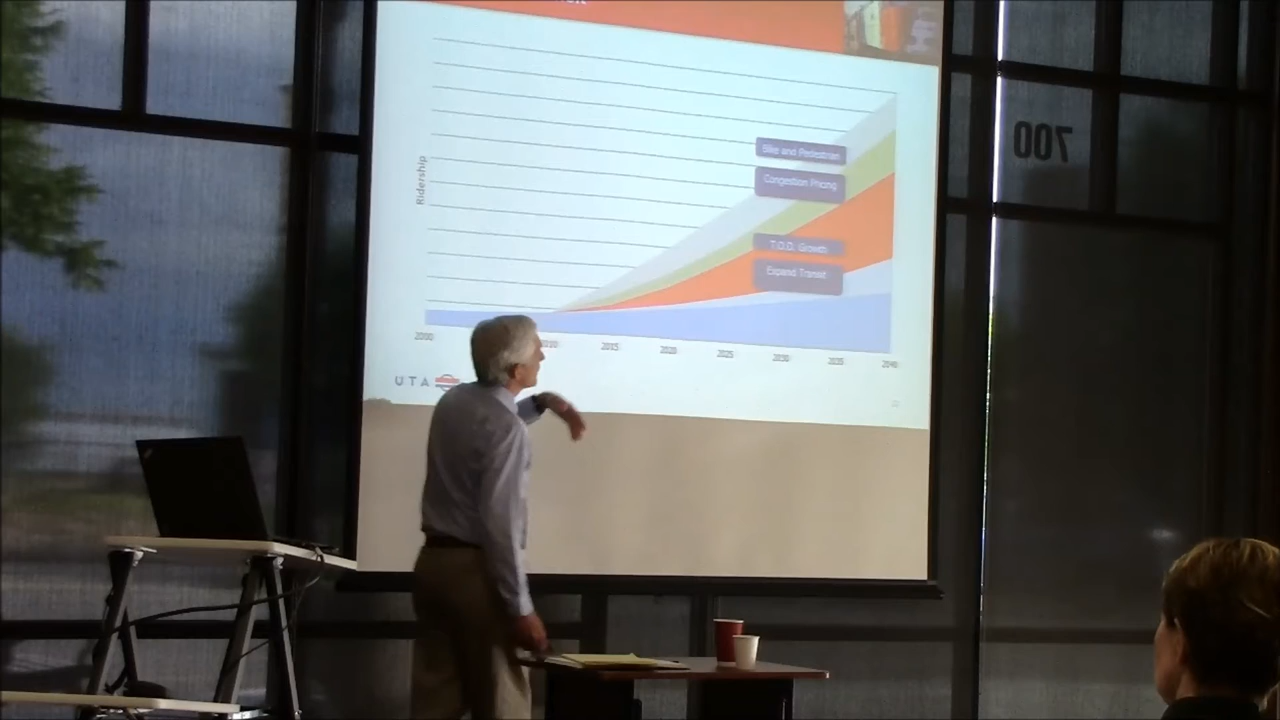 Ridership
Bike and Pedestrian
Congestion Pricing
T.O.D. Growth
Expand Transit
2000
2015
2020
2025
2030
2035
2040
UTA
700